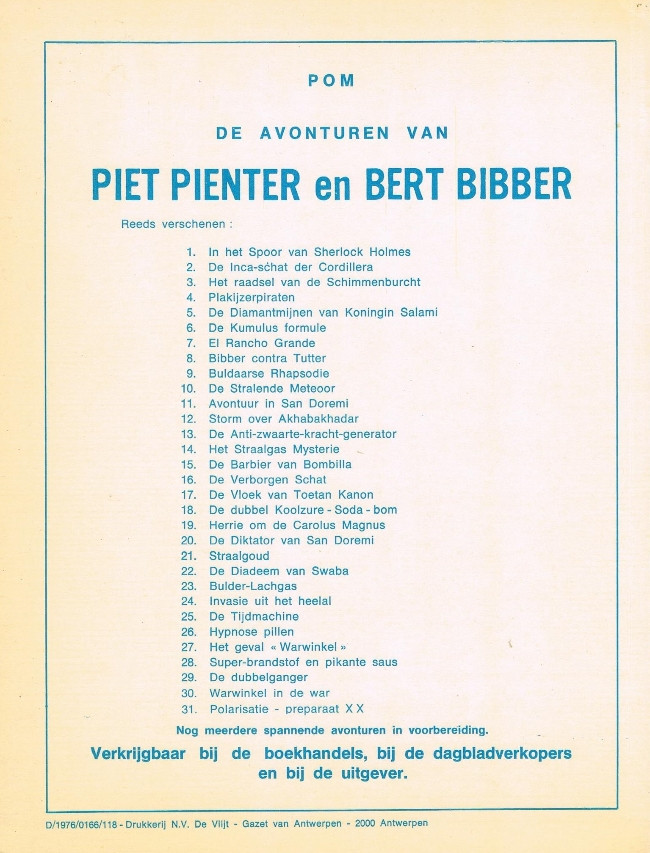 POM
DE AVONTUREN VAN
PIET PIENTER en BERT BIBBER
Reeds verschenen :
1. In het Spoor van Sherlock Holmes
2. De Inca-schat der Cordillera
3. Het raadsel van de Schimmenburcht
4. Plakijzerpiraten
5. De Diamantmijnen van Koningin Salami
6. De Kumulus formule
7. El Rancho Grande
8. Bibber contra Tutter
9. Buldaarse Rhapsodie
10. De Stralende Meteoor
11. Avontuur in San Doremi
12. Storm over Akhabakhadar
13. De Anti-zwaarte-kracht-generator
14. Het Straalgas Mysterie
15. De Barbier van Bombilla
16. De Verborgen Schat
17. De Vloek van Toetan Kanon
18. De dubbel Koolzure - Soda - bom
19. Herrie om de Carolus Magnus
20. De Diktator van San Doremi
21. Straalgoud
22. De Diadeem van Swaba
23. Bulder-Lachgas
24. Invasie uit het heelal
25. De Tijdmachine
26. Hypnose pillen
27. Het geval « Warwinkel »
28. Super-brandstof en pikante saus
29. De dubbelganger
30. Warwinkel in de war
31. Polarisatie - preparaat X X
Nog meerdere spannende avonturen in voorbereiding.
Verkrijgbaar bij de boekhandels, bij de dagbladverkopers
en bij de uitgever.
D/1976/0166/118 - Drukkerij N.V. De Vlijt - Gazet van Antwerpen - 2000 Antwerpen